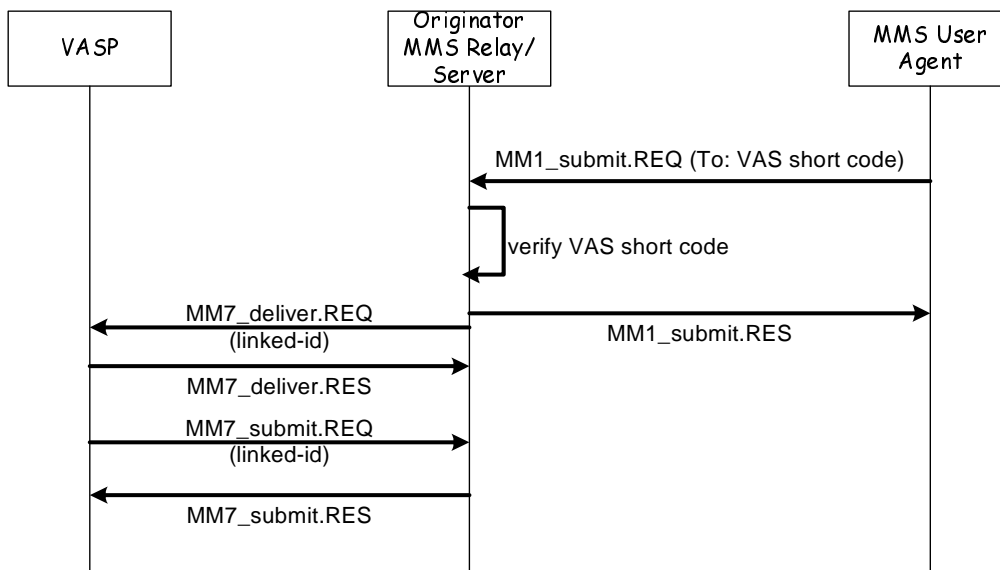 VASP
Originator
MMS Relay/
Server
MMS User
Agent
MM1_submit.REQ (To: VAS short code)
verify VAS short code
MM7_deliver.REQ
(linked-id)
MM1_submit.RES
MM7_deliver.RES
MM7_submit.REQ
(linked-id)
MM7_submit.RES